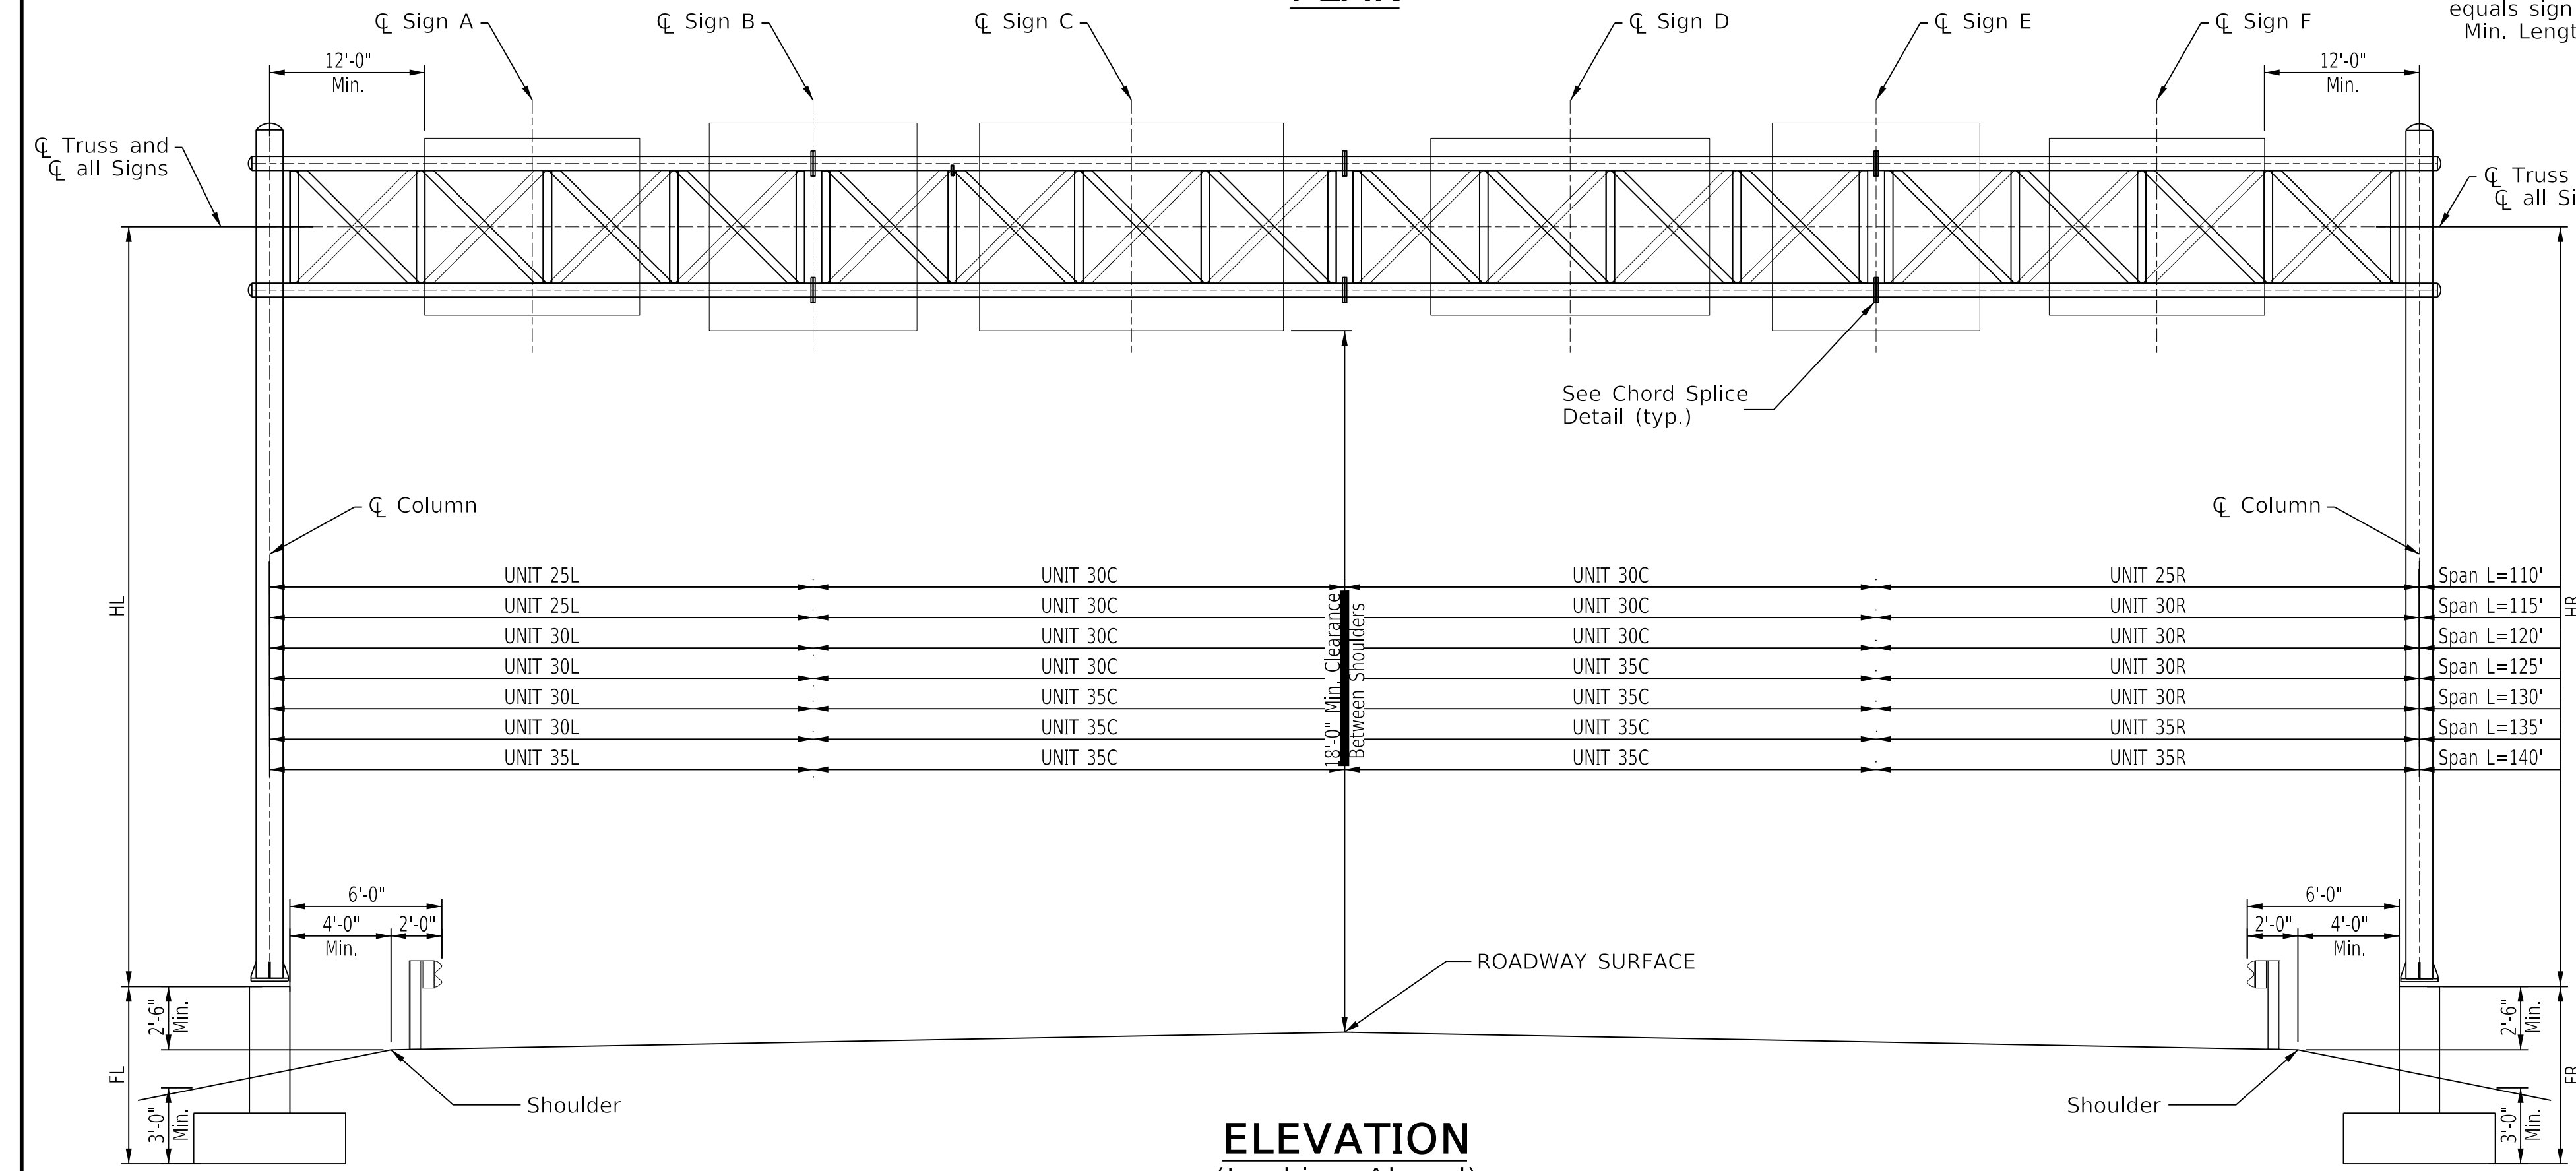 equals sign
Min. Lengt
℄ Sign A
℄ Sign B
℄ Sign C
℄ Sign D
℄ Sign E
℄ Sign F
12'-0"
Min.
12'-0"
Min.
℄ Truss and
℄ all Signs
℄ Truss
℄ all Si
See Chord Splice
Detail (typ.)
℄ Column
℄ Column
UNIT 25L UNIT 30C UNIT 30C UNIT 25R Span L=110'
UNIT 25L UNIT 30C UNIT 30C UNIT 30R Span L=115'
UNIT 30L UNIT 30C UNIT 30C UNIT 30R Span L=120'
UNIT 30L UNIT 30C UNIT 35C UNIT 30R Span L=125'
UNIT 30L UNIT 35C UNIT 35C UNIT 30R Span L=130'
UNIT 30L UNIT 35C UNIT 35C UNIT 35R Span L=135'
UNIT 35L UNIT 35C UNIT 35C UNIT 35R Span L=140'
HL
HR
18'-0" Min. Clearance
Between Shoulders
6'-0"
4'-0"
Min.
2'-0"
6'-0"
2'-0"
4'-0"
Min.
ROADWAY SURFACE
2'-6"
Min.
2'-6"
Min.
FL
FR
3'-0"
Min.
3'-0"
Min.
Shoulder
Shoulder
ELEVATION